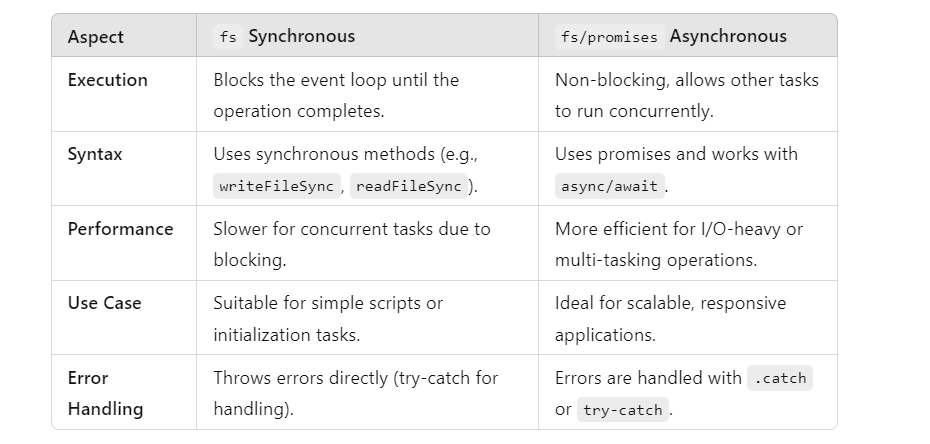 Aspect fs Synchronous fs/promises Asynchronous
Execution Blocks the event loop until the Non-blocking, allows other tasks
operation completes. to run concurrently.
Syntax Uses synchronous methods (e.g., Uses promises and works with
writeFileSync, readFileSync). async/await.
Performance Slower for concurrent tasks due to More efficient for I/O-heavy or
blocking. multi-tasking operations.
Use Case Suitable for simple scripts or Ideal for scalable, responsive
initialization tasks. applications.
Error Throws errors directly (try-catch for Errors are handled with .catch
Handling handling). or try-catch.